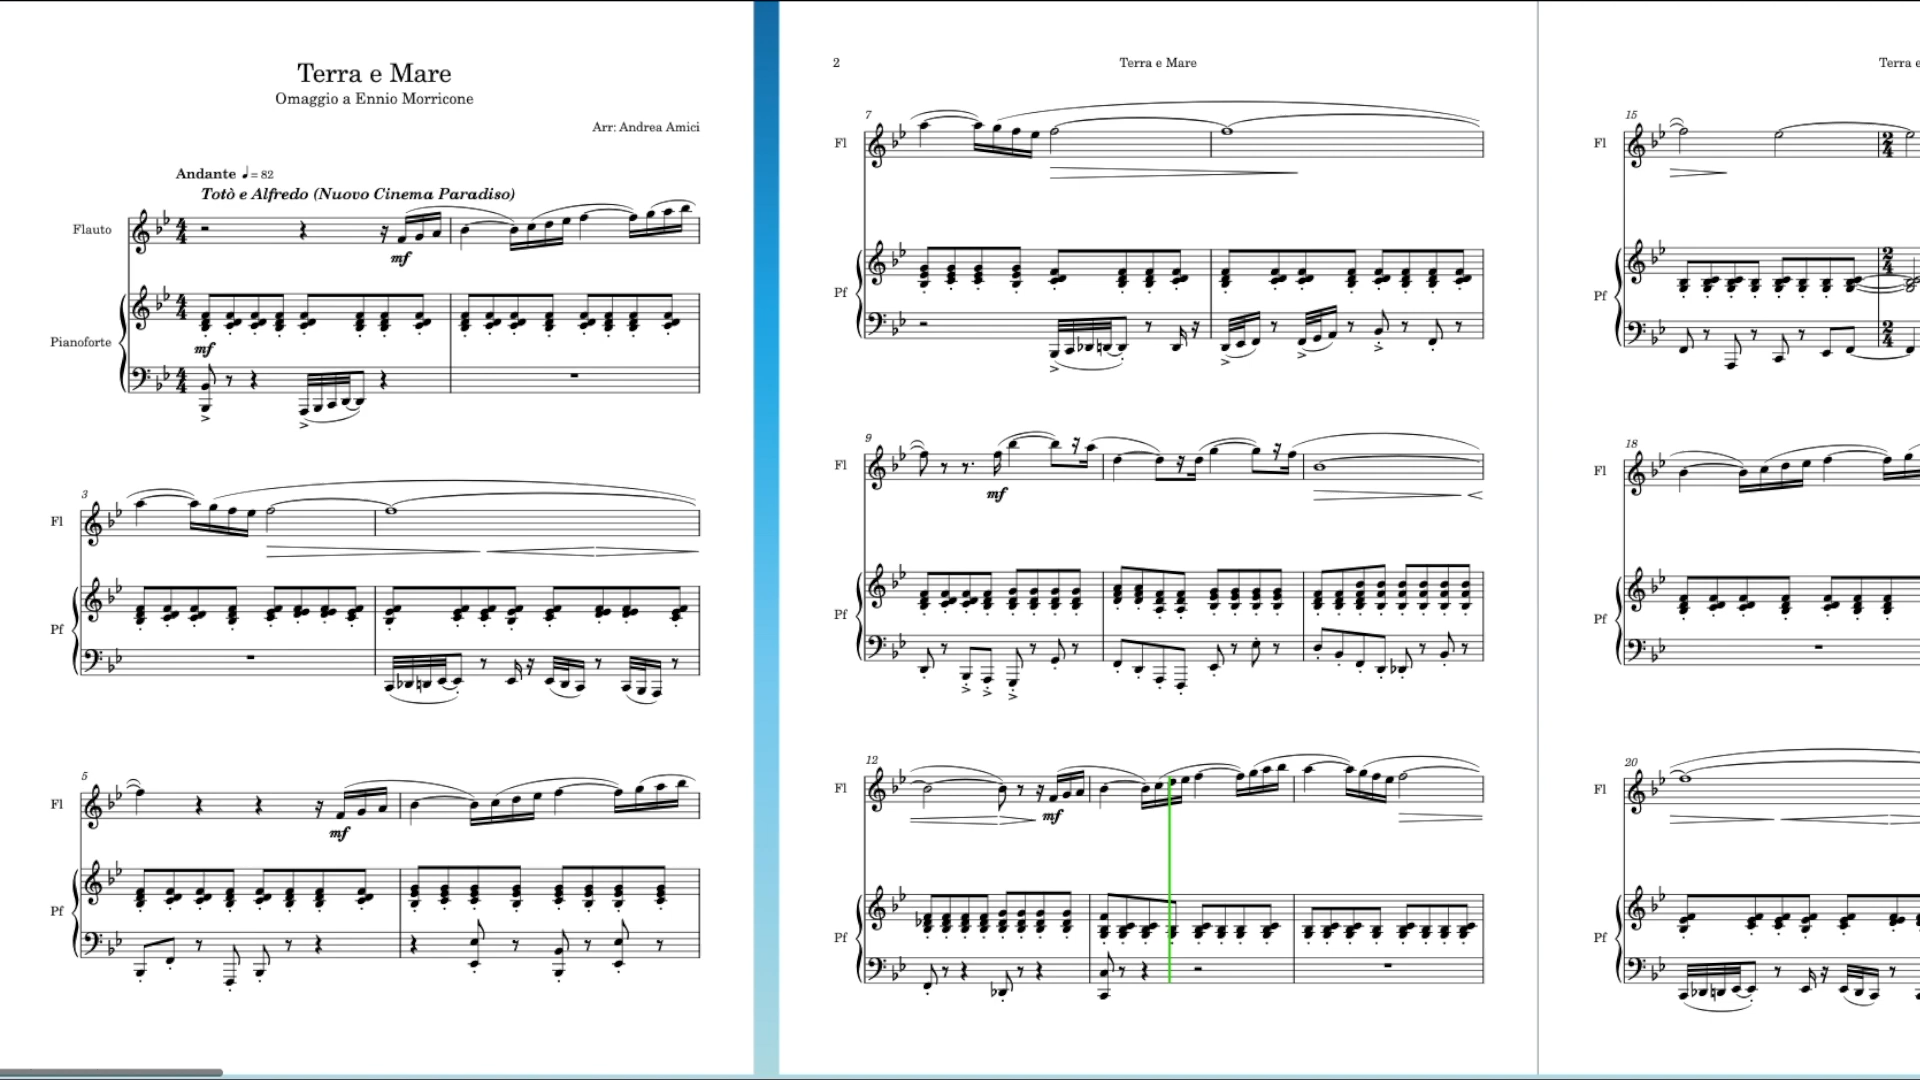 Terra e Mare
Omaggio a Ennio Morricone
Arr: Andrea Amici
Andante ♩ = 82
Totò e Alfredo (Nuovo Cinema Paradiso)
Flauto
mf
Pianoforte
mf
3
Fl
Pf
5
Fl
mf
Pf
2
Terra e Mare
7
Fl
Pf
9
Fl
mf
Pf
12
Fl
mf
Pf
Terra e
15
Fl
Pf
18
Fl
Pf
20
Fl
Pf